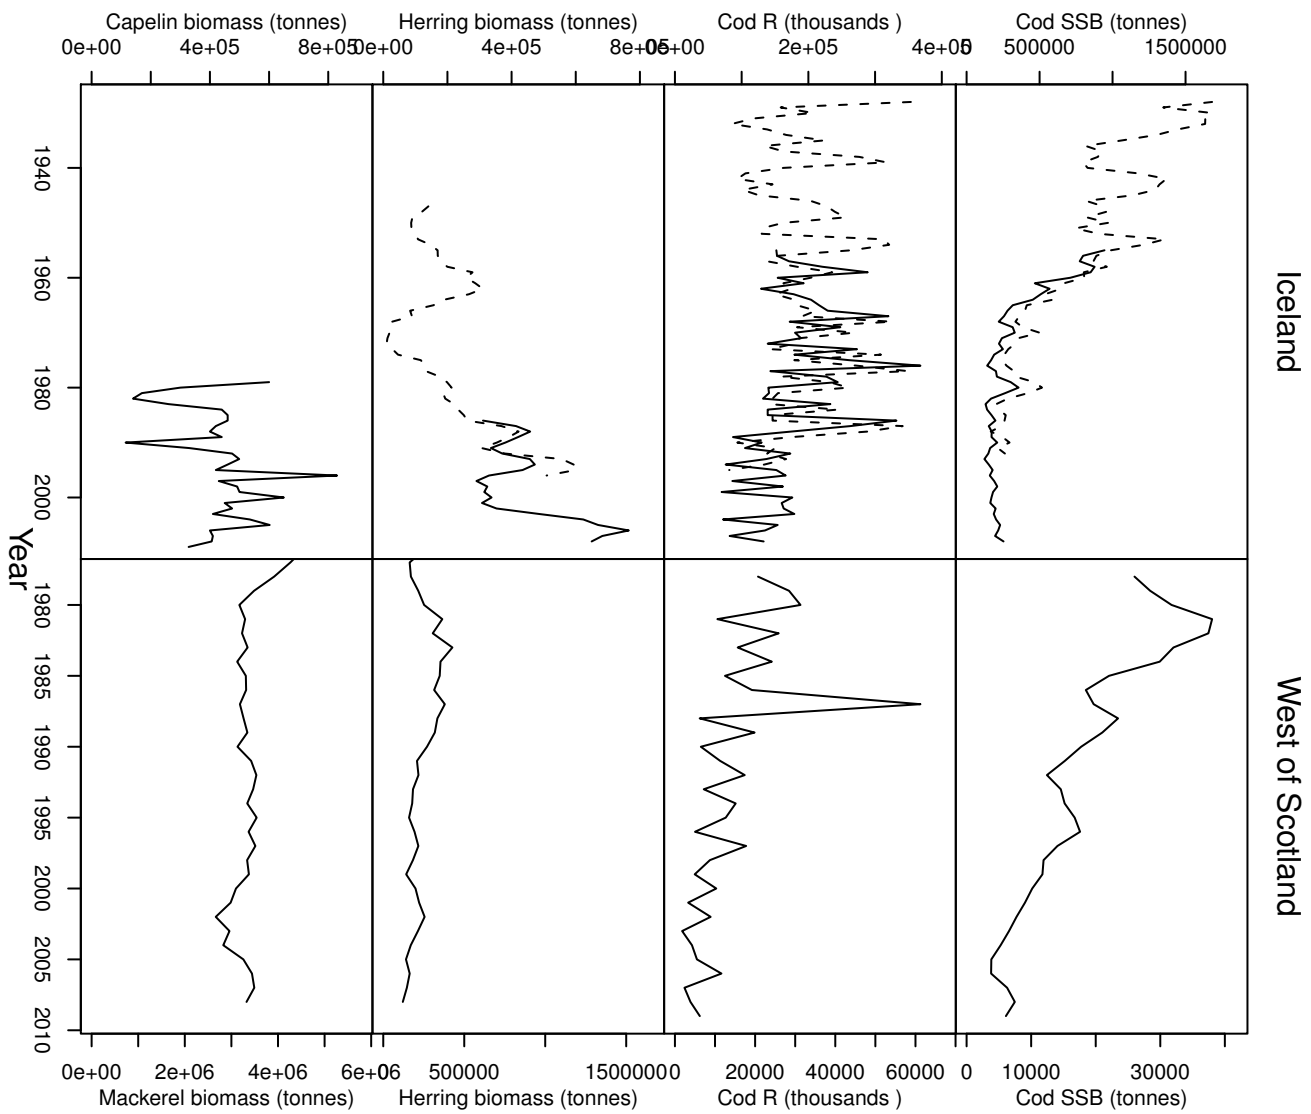 Capelin biomass (tonnes)
Herring biomass (tonnes)
Cod R (thousands )
Cod SSB (tonnes)
0e+00 4e+05 8e+05
0e+00 4e+05 8e+05
0e+00 2e+05 4e+05
0 500000 1500000
1940
1960
1980
2000
Iceland
Year
1980
1985
1990
1995
2000
2005
2010
West of Scotland
0e+00 2e+06 4e+06 6e+06
0 500000 1500000
0 20000 40000 60000
0 10000 30000
Mackerel biomass (tonnes)
Herring biomass (tonnes)
Cod R (thousands )
Cod SSB (tonnes)